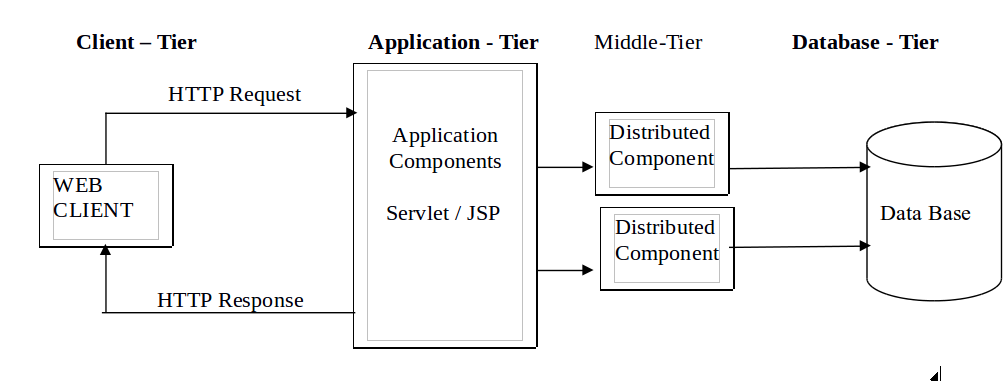 Client – Tier
Application - Tier
Middle-Tier
Database - Tier
HTTP Request
Application
Components
Servlet / JSP
Distributed
Component
WEB
CLIENT
Distributed
Component
Data Base
HTTP Response